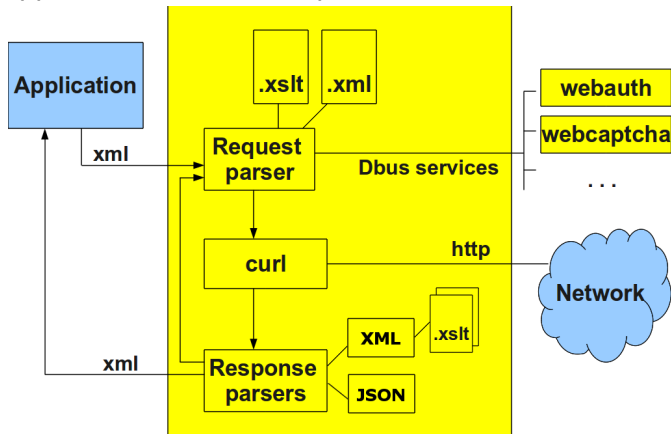 .xslt
.xml
Application
webauth
webcaptcha
. . .
xml
Request
parser
Dbus services
curl
http
Network
XML
.xslt
xml
Response
parsers
JSON